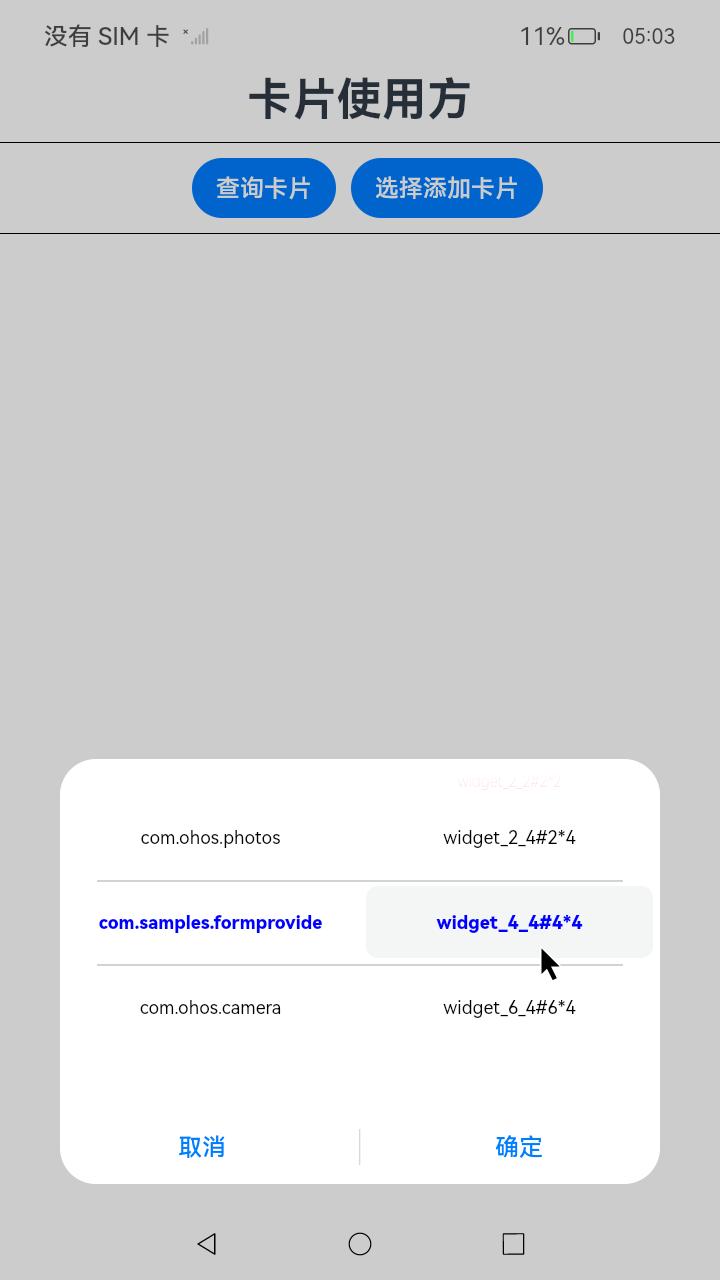 没有 SIM 卡 11% 05:03
卡片使用方
查询卡片 选择添加卡片
widget_2_2#2*2
com.ohos.photos widget_2_4#2*4
com.samples.formprovide widget_4_4#4*4
com.ohos.camera widget_6_4#6*4
取消 确定